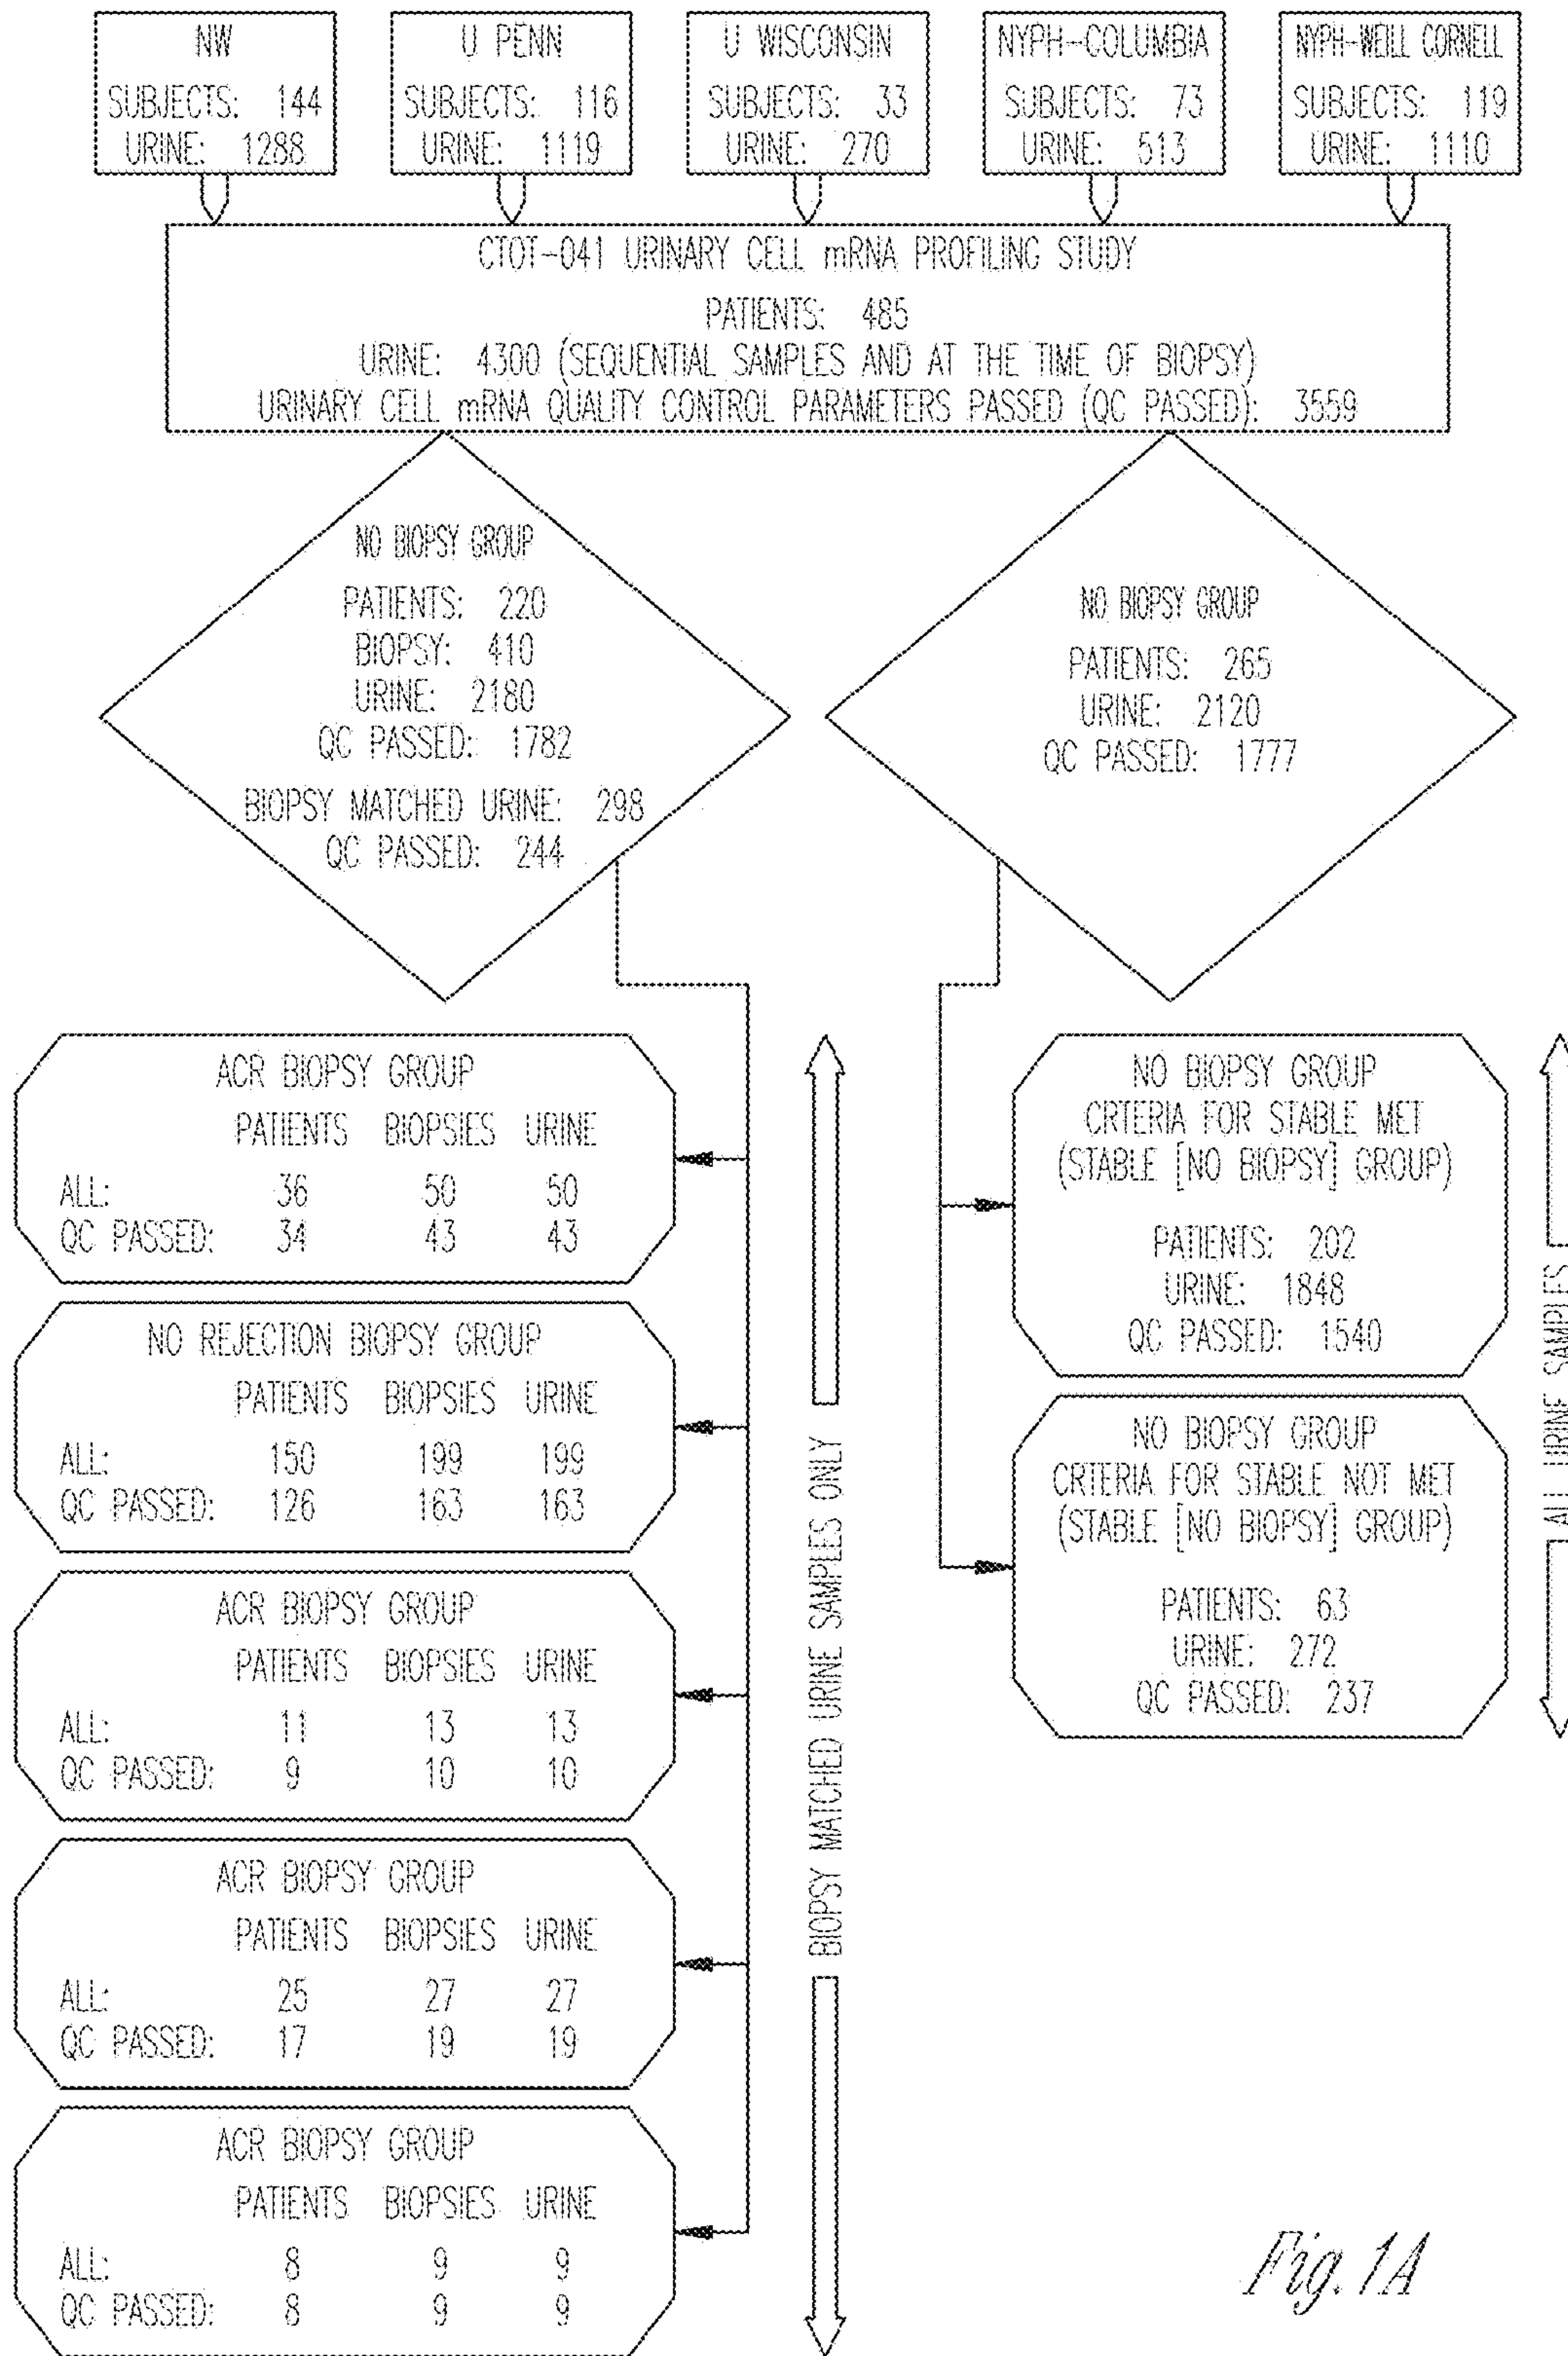 NW
SUBJECTS: 144
URINE: 1288
U PENN
SUBJECTS: 116
URINE: 1119
U WISCONSIN
SUBJECTS: 33
URINE: 270
NYPH-COLUMBIA
SUBJECTS: 73
URINE: 513
NYPH-WEILL CORNELL
SUBJECTS: 119
URINE: 1110
CTOT-041 URINARY CELL mRNA PROFILING STUDY
PATIENTS: 485
URINE: 4300 (SEQUENTIAL SAMPLES AND AT THE TIME OF BIOPSY)
URINARY CELL mRNA QUALITY CONTROL PARAMETERS PASSED (QC PASSED): 3559
NO BIOPSY GROUP
PATIENTS: 220
BIOPSY: 410
URINE: 2180
QC PASSED: 1782
BIOPSY MATCHED URINE: 298
QC PASSED: 244
NO BIOPSY GROUP
PATIENTS: 265
URINE: 2120
QC PASSED: 1777
ACR BIOPSY GROUP
PATIENTS BIOPSIES URINE
ALL: 36 50 50
QC PASSED: 34 43 43
NO REJECTION BIOPSY GROUP
PATIENTS BIOPSIES URINE
ALL: 150 199 199
QC PASSED: 126 163 163
ACR BIOPSY GROUP
PATIENTS BIOPSIES URINE
ALL: 11 13 13
QC PASSED: 9 10 10
ACR BIOPSY GROUP
PATIENTS BIOPSIES URINE
ALL: 25 27 27
QC PASSED: 17 19 19
ACR BIOPSY GROUP
PATIENTS BIOPSIES URINE
ALL: 8 9 9
QC PASSED: 8 9 9
BIOPSY MATCHED URINE SAMPLES ONLY
NO BIOPSY GROUP
CRTERIA FOR STABLE MET
(STABLE [NO BIOPSY] GROUP)
PATIENTS: 202
URINE: 1848
QC PASSED: 1540
NO BIOPSY GROUP
CRTERIA FOR STABLE NOT MET
(STABLE [NO BIOPSY] GROUP)
PATIENTS: 63
URINE: 272
QC PASSED: 237
ALL URINE SAMPLES
Fig. 1A